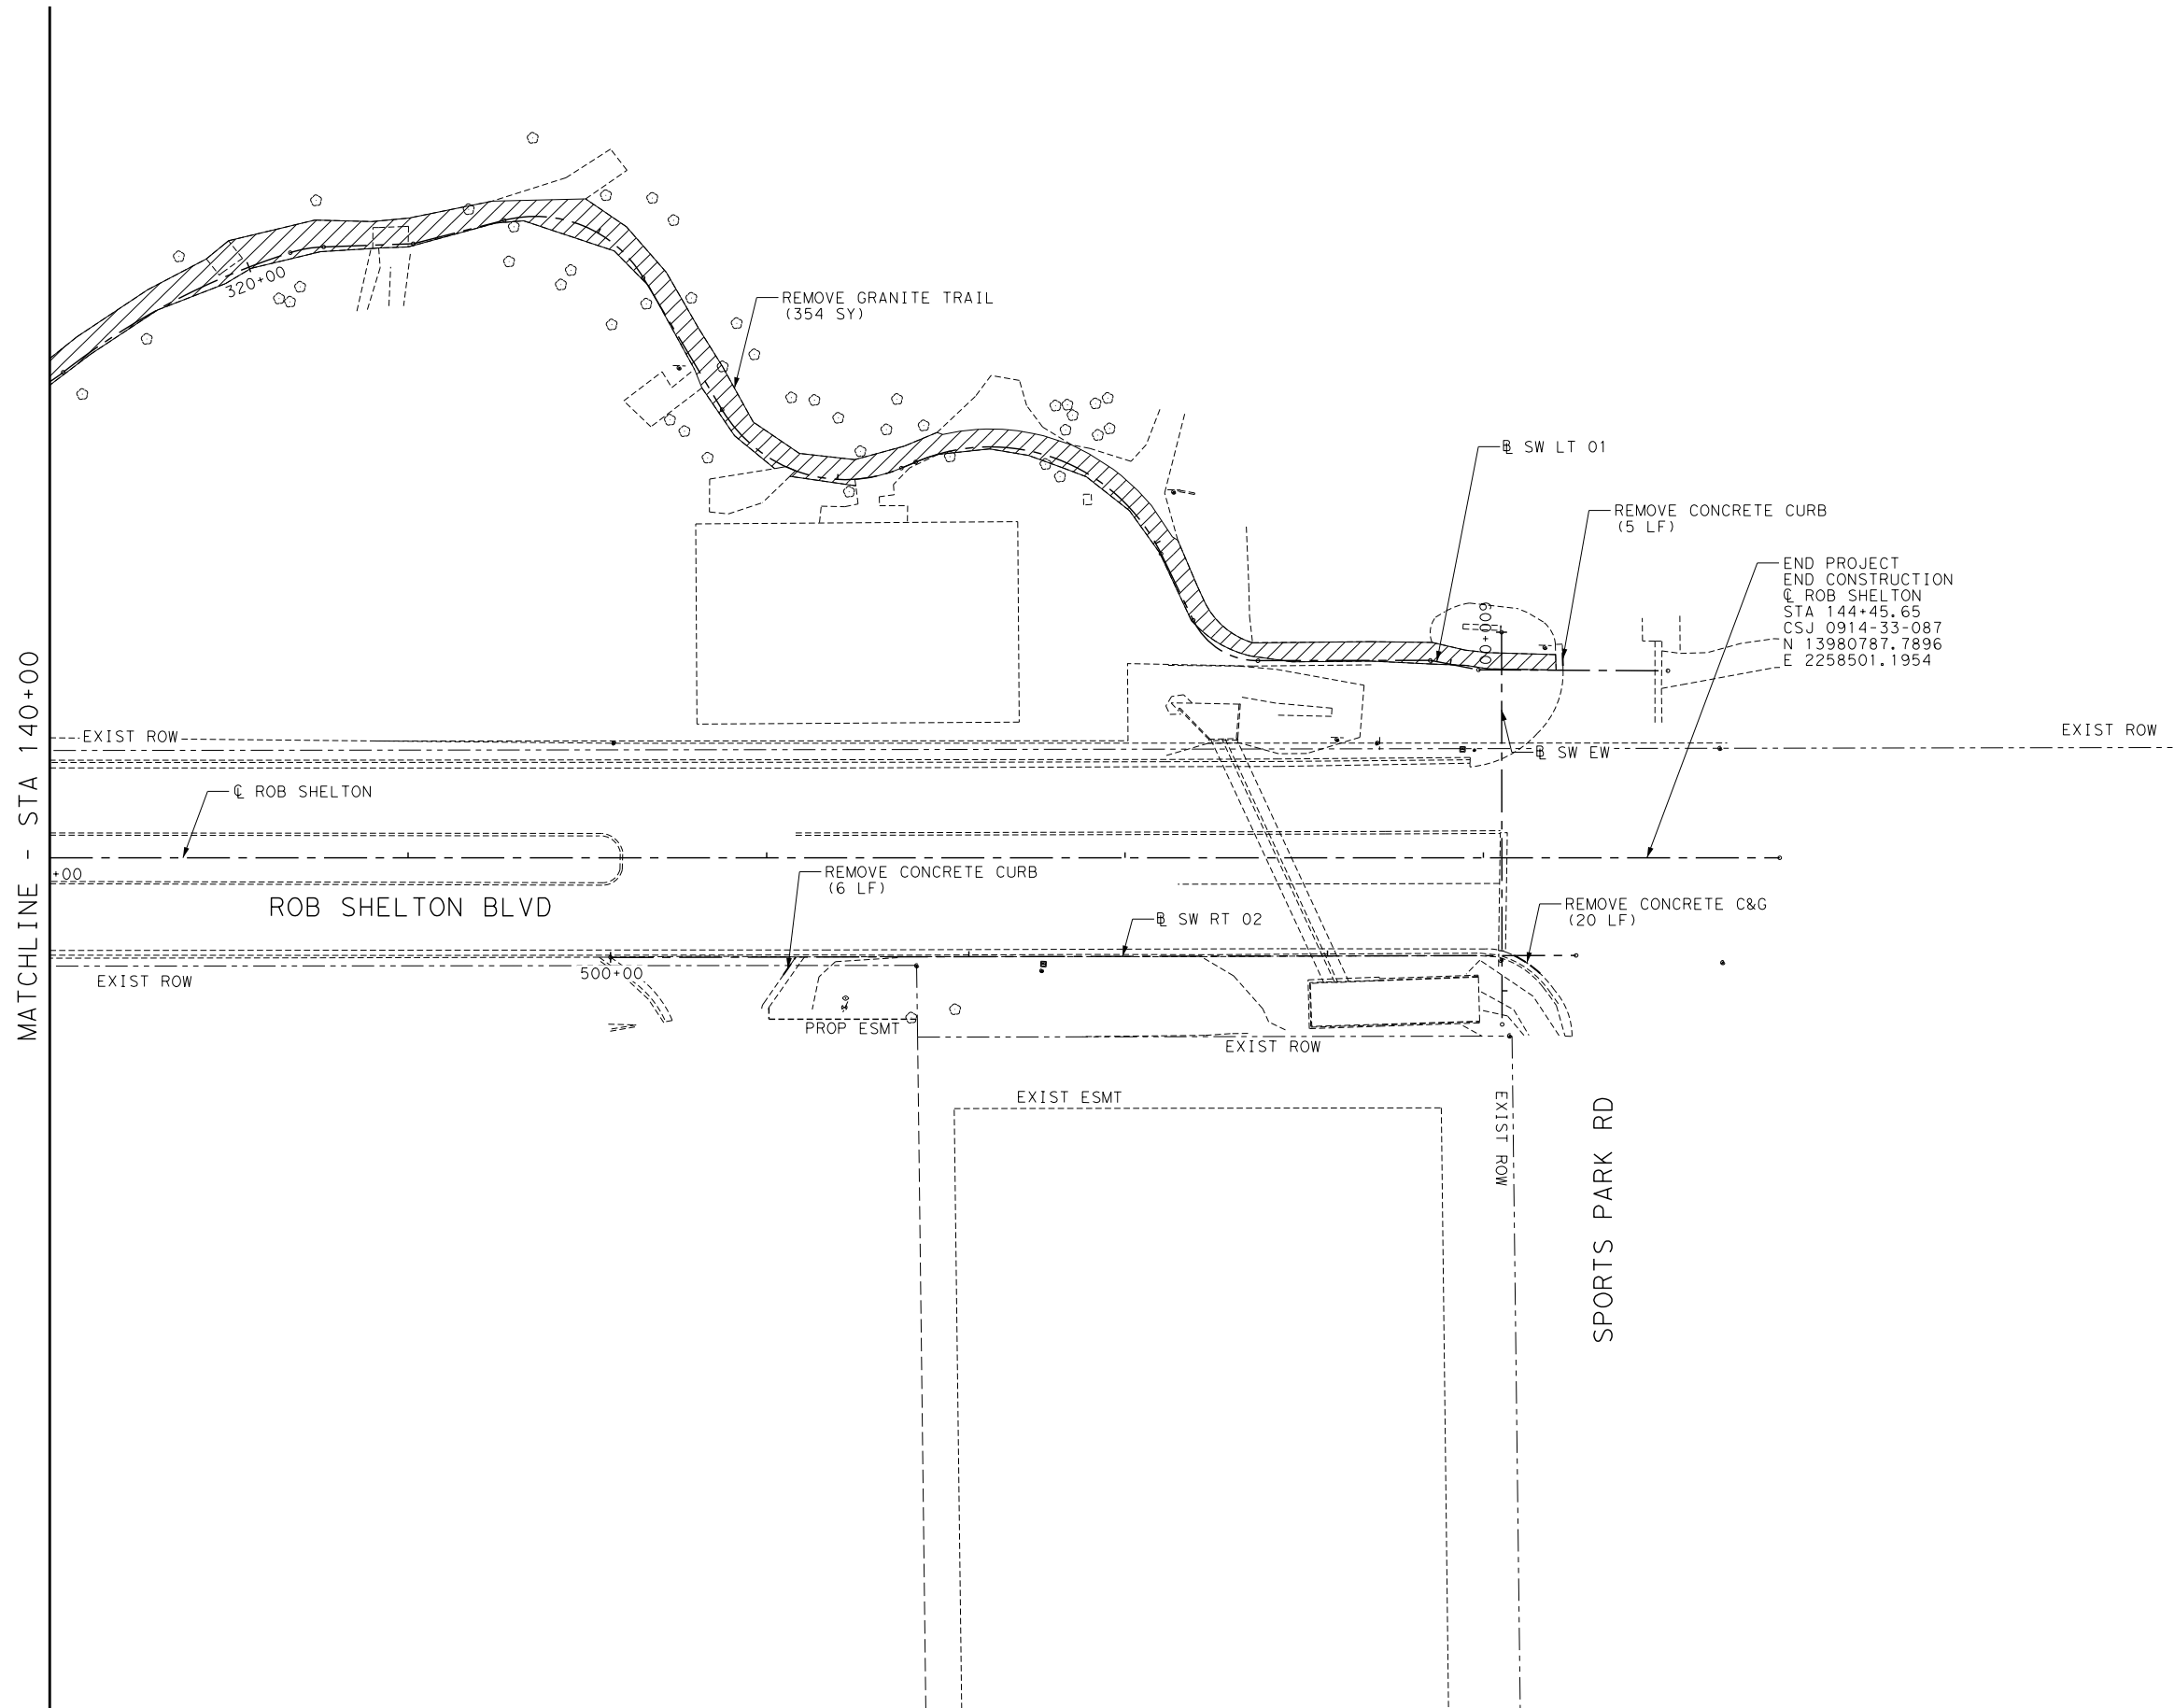 320+00
REMOVE GRANITE TRAIL
(354 SY)
℄ SW LT 01
REMOVE CONCRETE CURB
(5 LF)
END PROJECT
END CONSTRUCTION
℄ ROB SHELTON
STA 144+45.65
CSJ 0914-33-087
N 13980787.7896
E 2258501.1954
600+00
MATCHLINE - STA 140+00
EXIST ROW
EXIST ROW
SW EW
℄ ROB SHELTON
+00
REMOVE CONCRETE CURB
(6 LF)
ROB SHELTON BLVD
REMOVE CONCRETE C&G
(20 LF)
SW RT 02
500+00
EXIST ROW
PROP ESMT
EXIST ROW
EXIST ESMT
EXIST ROW
SPORTS PARK RD